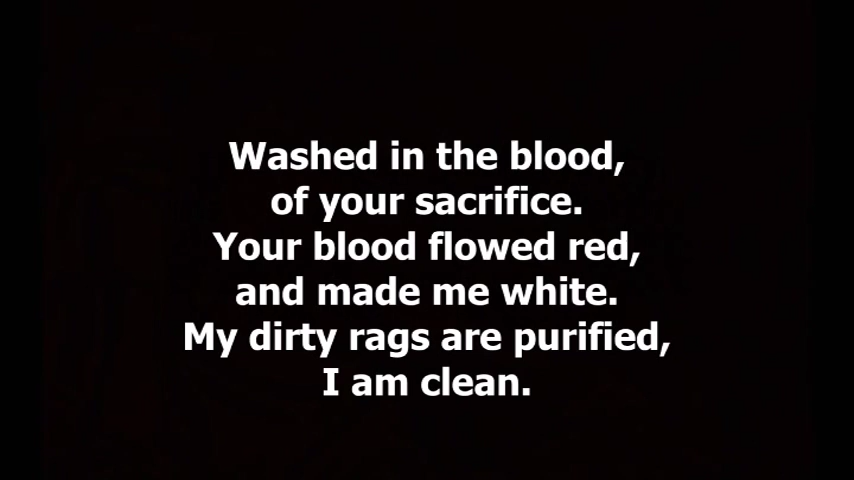 Washed in the blood,
of your sacrifice.
Your blood flowed red,
and made me white.
My dirty rags are purified,
I am clean.